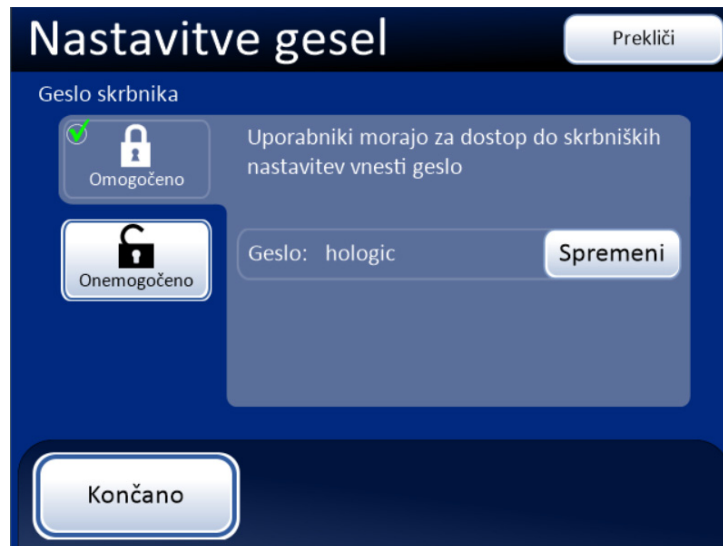 Nastavitve gesel
Prekliči
Geslo skrbnika
Omogočeno
Uporabniki morajo za dostop do skrbniških
nastavitev vnesti geslo
Onemogočeno
Geslo: hologic
Spremeni
Končano